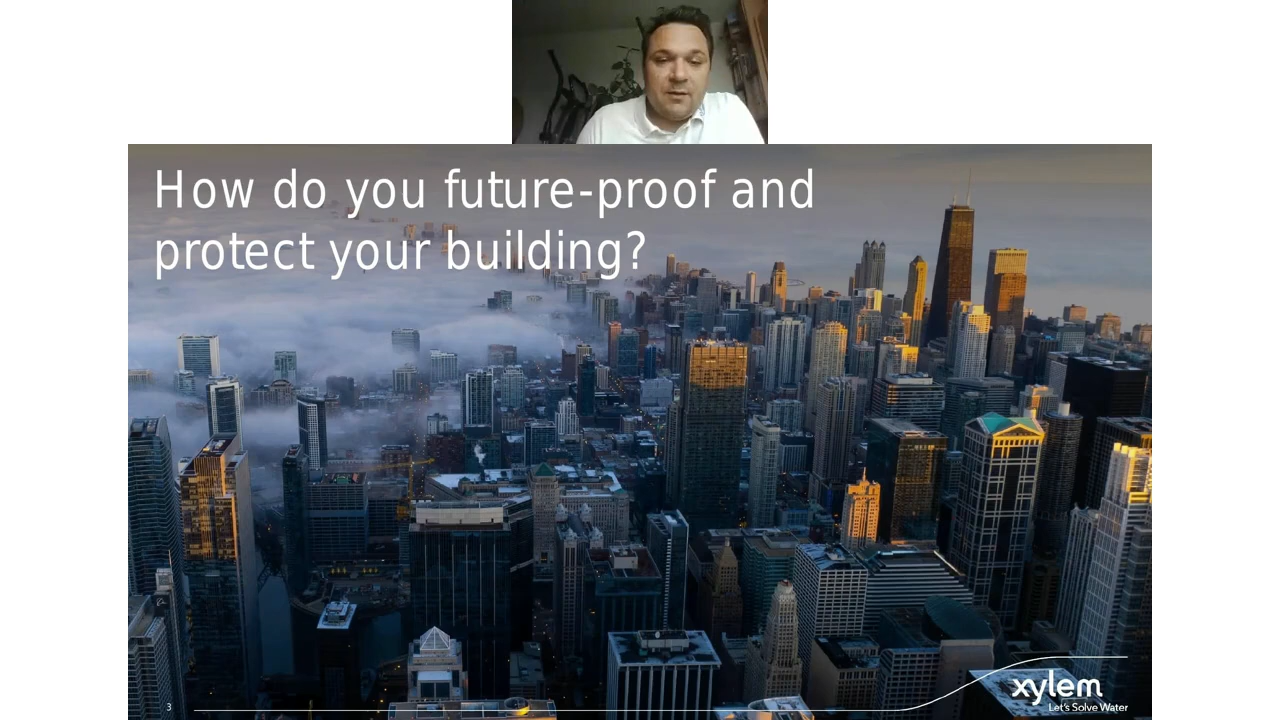 How do you future-proof and
protect your building?
3
xylem
Let's Solve Water